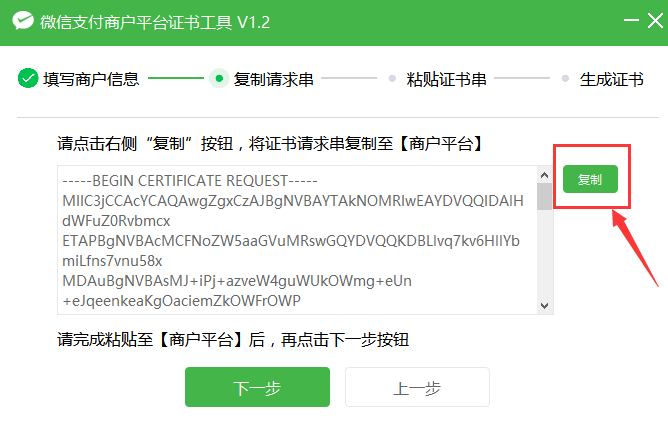 微信支付商户平台证书工具 V1.2
填写商户信息 复制请求串 粘贴证书串 生成证书
请点击右侧“复制”按钮，将证书请求串复制至【商户平台】
-----BEGIN CERTIFICATE REQUEST-----
MIIC3jCCAcYCAQAwgZgxCzAJBgNVBAYTAkNOMRIwEAYDVQQIDAlH
dWFuZ0Rvbmcx
ETAPBgNVBAcMCFNoZW5aaGVuMRswGQYDVQQKDBLlvq7kv6HllYb
miLfns7vnu58x
MDAuBgNVBAsMJ+iPj+azveW4guWUkOWmg+eUn
+eJqeenkeaKgOaciemZkOWFrOWP
复制
请完成粘贴至【商户平台】后，再点击下一步按钮
下一步 上一步